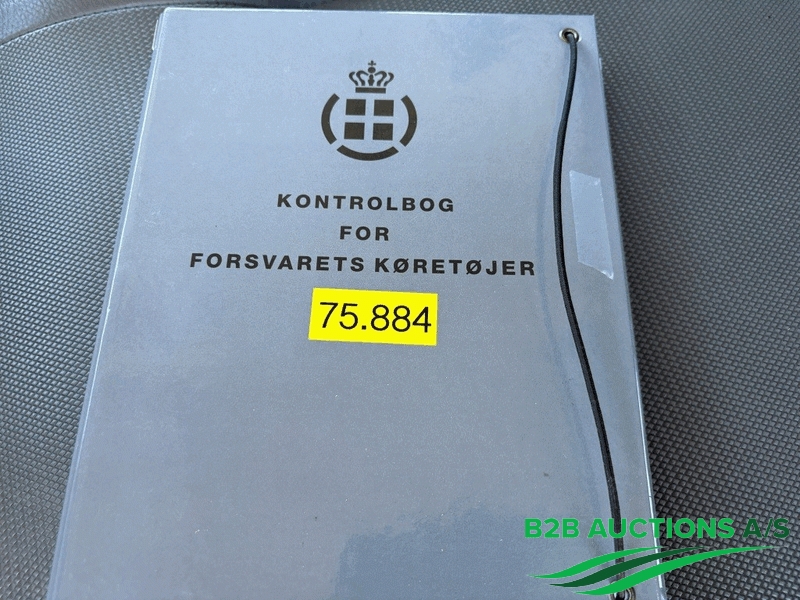 KONTROLBOG
FOR
FORSVARETS KØRETØJER
75.884
B2B AUCTIONS A/S